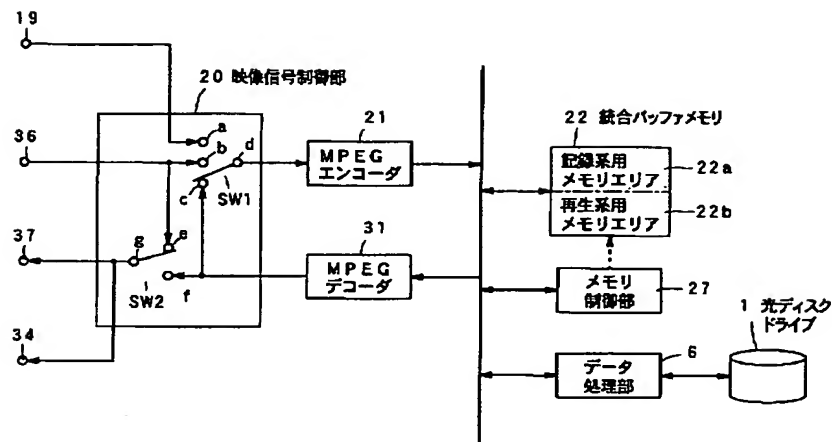 19
20 映像信号制御部
36
a
b
d
c
SW1
21
MPEG
エンコーダ
22 統合バッファメモリ
記録系用
メモリエリア
22a
再生系用
メモリエリア
22b
37
g
e
f
SW2
31
MPEG
デコーダ
メモリ
制御部
27
34
1 光ディスク
ドライブ
6
データ
処理部